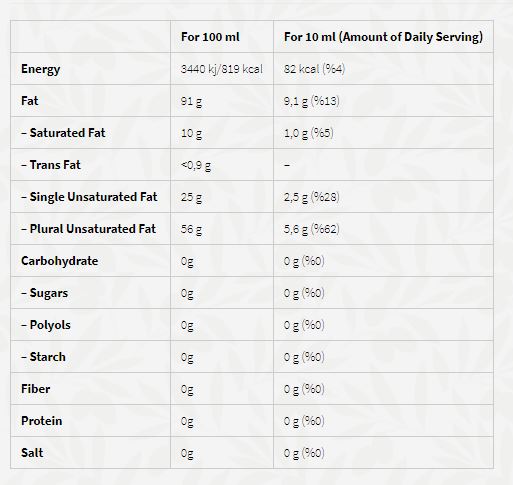 For 100 ml For 10 ml (Amount of Daily Serving)
Energy 3440 kj/819 kcal 82 kcal (%4)
Fat 91 g 9,1 g (%13)
– Saturated Fat 10 g 1,0 g (%5)
– Trans Fat <0,9 g –
– Single Unsaturated Fat 25 g 2,5 g (%28)
– Plural Unsaturated Fat 56 g 5,6 g (%62)
Carbohydrate 0g 0 g (%0)
– Sugars 0g 0 g (%0)
– Polyols 0g 0 g (%0)
– Starch 0g 0 g (%0)
Fiber 0g 0 g (%0)
Protein 0g 0 g (%0)
Salt 0g 0 g (%0)